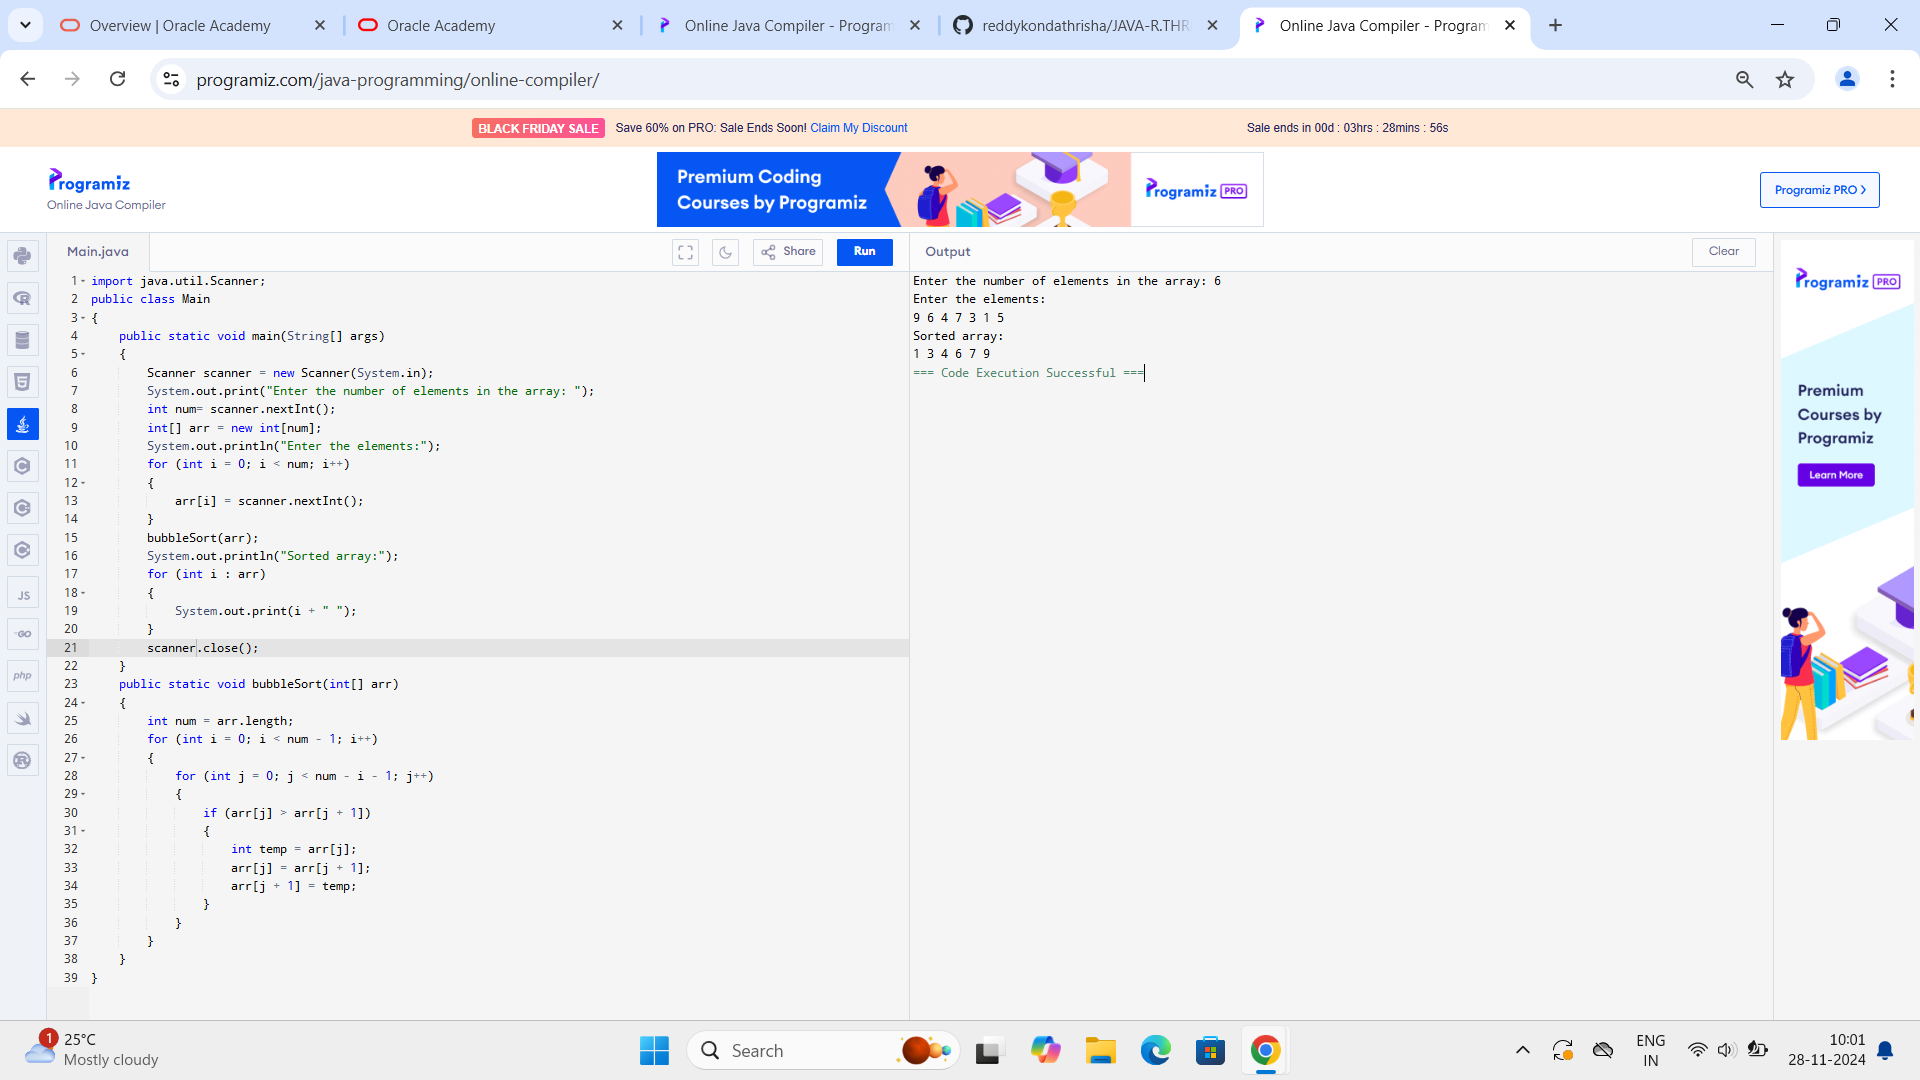 Overview | Oracle Academy
Oracle Academy
Online Java Compiler - Program
reddykondathrisha/JAVA-R.THR
Online Java Compiler - Program
programiz.com/java-programming/online-compiler/
BLACK FRIDAY SALE Save 60% on PRO: Sale Ends Soon! Claim My Discount
Sale ends in 00d : 03hrs : 28mins : 56s
Programiz
Online Java Compiler
Premium Coding
Courses by Programiz
Programiz PRO
Programiz PRO >
Main.java
Share
Run
Output
Clear
1 import java.util.Scanner;
2 public class Main
3 {
4 public static void main(String[] args)
5 {
6 Scanner scanner = new Scanner(System.in);
7 System.out.print("Enter the number of elements in the array: ");
8 int num= scanner.nextInt();
9 int[] arr = new int[num];
10 System.out.println("Enter the elements:");
11 for (int i = 0; i < num; i++)
12 {
13 arr[i] = scanner.nextInt();
14 }
15 bubbleSort(arr);
16 System.out.println("Sorted array:");
17 for (int i : arr)
18 {
19 System.out.print(i + " ");
20 }
21 scanner.close();
22 }
23 public static void bubbleSort(int[] arr)
24 {
25 int num = arr.length;
26 for (int i = 0; i < num - 1; i++)
27 {
28 for (int j = 0; j < num - i - 1; j++)
29 {
30 if (arr[j] > arr[j + 1])
31 {
32 int temp = arr[j];
33 arr[j] = arr[j + 1];
34 arr[j + 1] = temp;
35 }
36 }
37 }
38 }
39 }
Enter the number of elements in the array: 6
Enter the elements:
9 6 4 7 3 1 5
Sorted array:
1 3 4 6 7 9
=== Code Execution Successful ===
Programiz PRO
Premium
Courses by
Programiz
Learn More
JS
GO
php
1
25°C
Mostly cloudy
Search
ENG
IN
10:01
28-11-2024